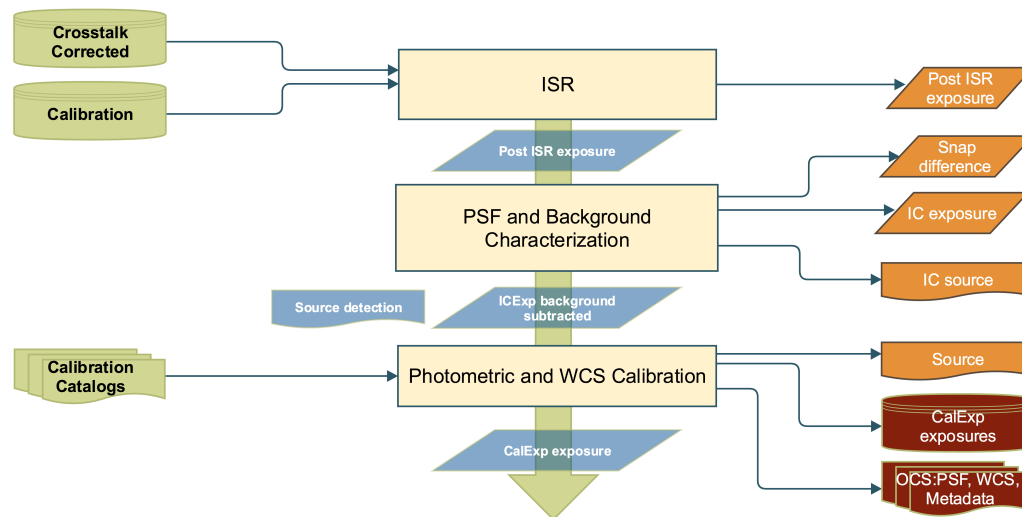 Crosstalk
Corrected
Calibration
ISR
Post ISR
exposure
Post ISR exposure
Snap
difference
PSF and Background
Characterization
IC exposure
IC source
Source detection
ICExp background
subtracted
Calibration
Catalogs
Photometric and WCS Calibration
Source
CalExp
exposures
CalExp exposure
OCS:PSF, WCS,
Metadata